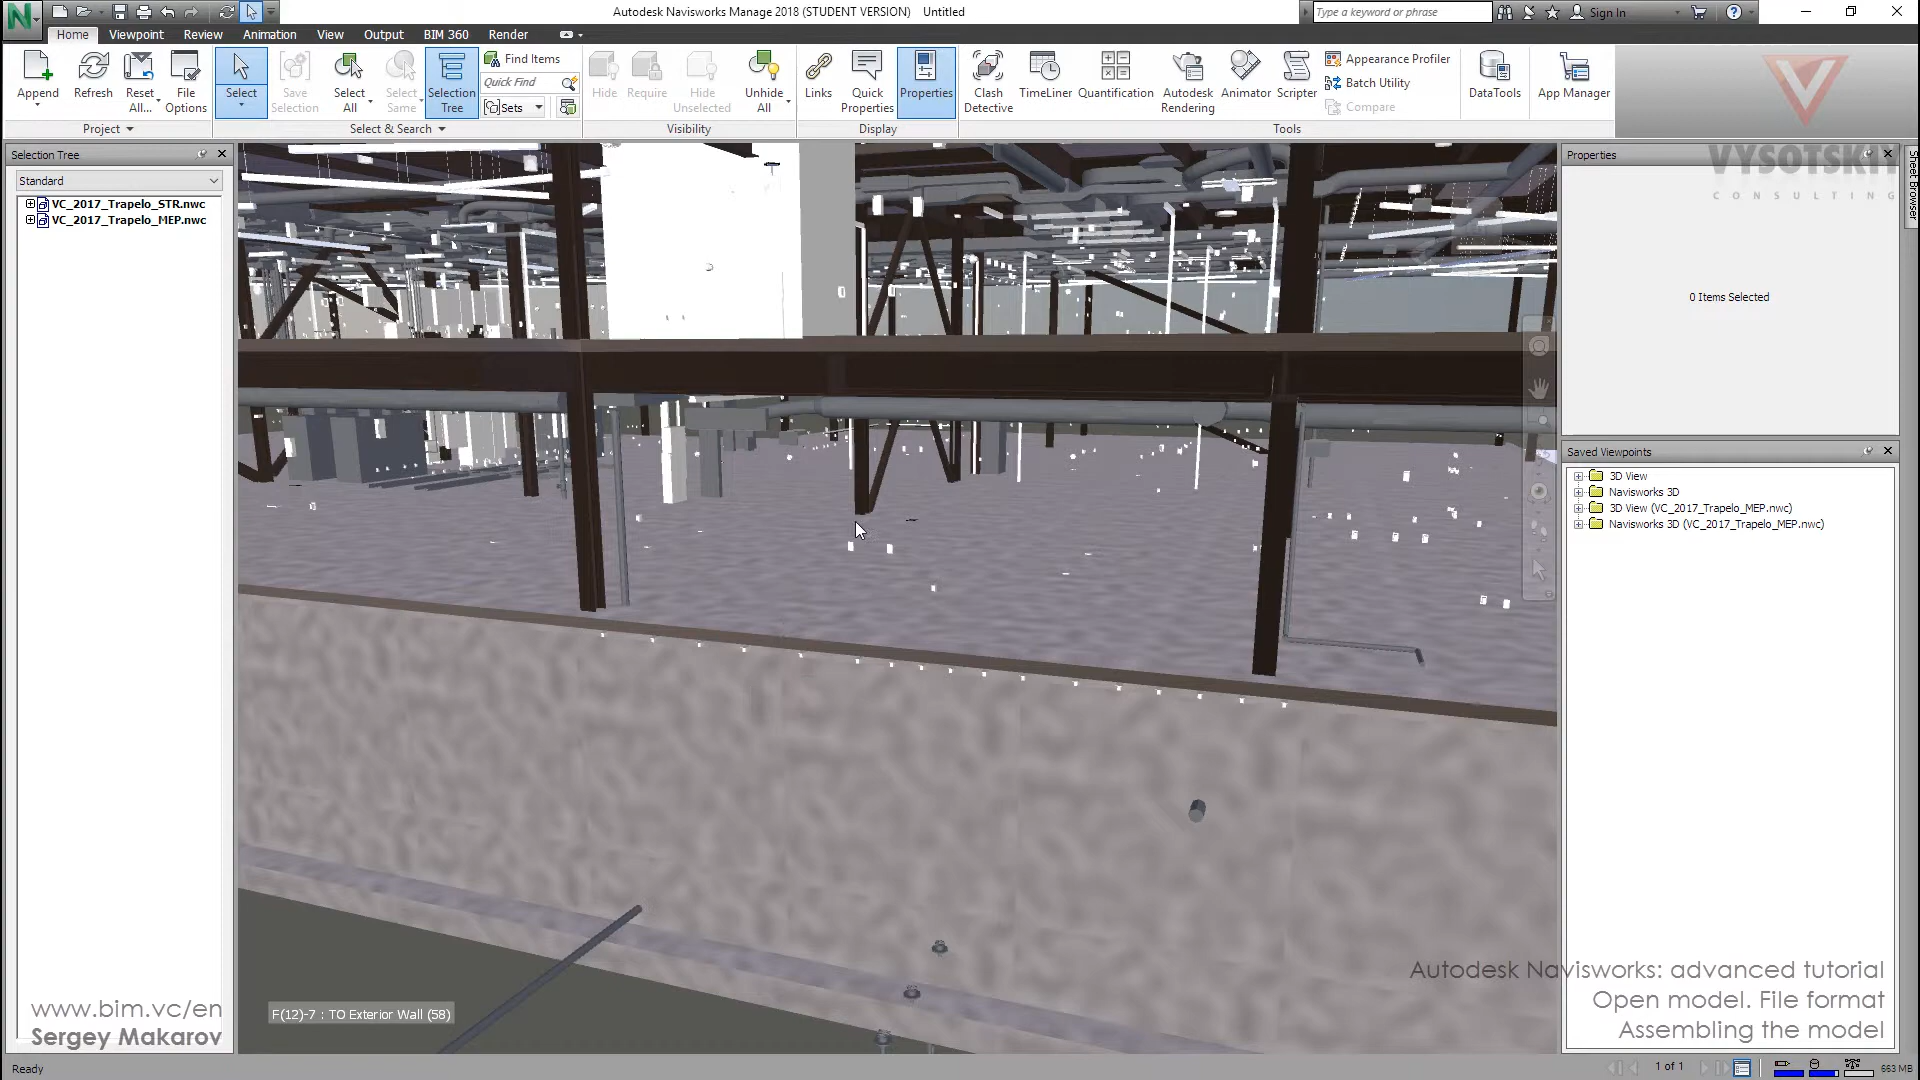 Autodesk Navisworks Manage 2018 (STUDENT VERSION) Untitled
Type a keyword or phrase
Sign In
Home Viewpoint Review Animation View Output BIM 360 Render
Append
Refresh
Reset All...
File Options
Project
Select
Save Selection
Select All
Select Same
Selection Tree
Find Items
Quick Find
Sets
Select & Search
Hide
Require
Hide Unselected
Unhide All
Visibility
Links
Quick Properties
Properties
Display
Clash Detective
TimeLiner
Quantification
Autodesk Rendering
Animator
Scripter
Appearance Profiler
Batch Utility
Compare
Tools
DataTools
App Manager
Selection Tree
Standard
VC_2017_Trapelo_STR.nwc
VC_2017_Trapelo_MEP.nwc
Properties
VYSOTSKIY
CONSULTING
Sheet Browser
0 Items Selected
Saved Viewpoints
3D View
Navisworks 3D
3D View (VC_2017_Trapelo_MEP.nwc)
Navisworks 3D (VC_2017_Trapelo_MEP.nwc)
www.bim.vc/en
Sergey Makarov
F(12)-7 : TO Exterior Wall (58)
Autodesk Navisworks: advanced tutorial
Open model. File format
Assembling the model
Ready
1 of 1
663 MB